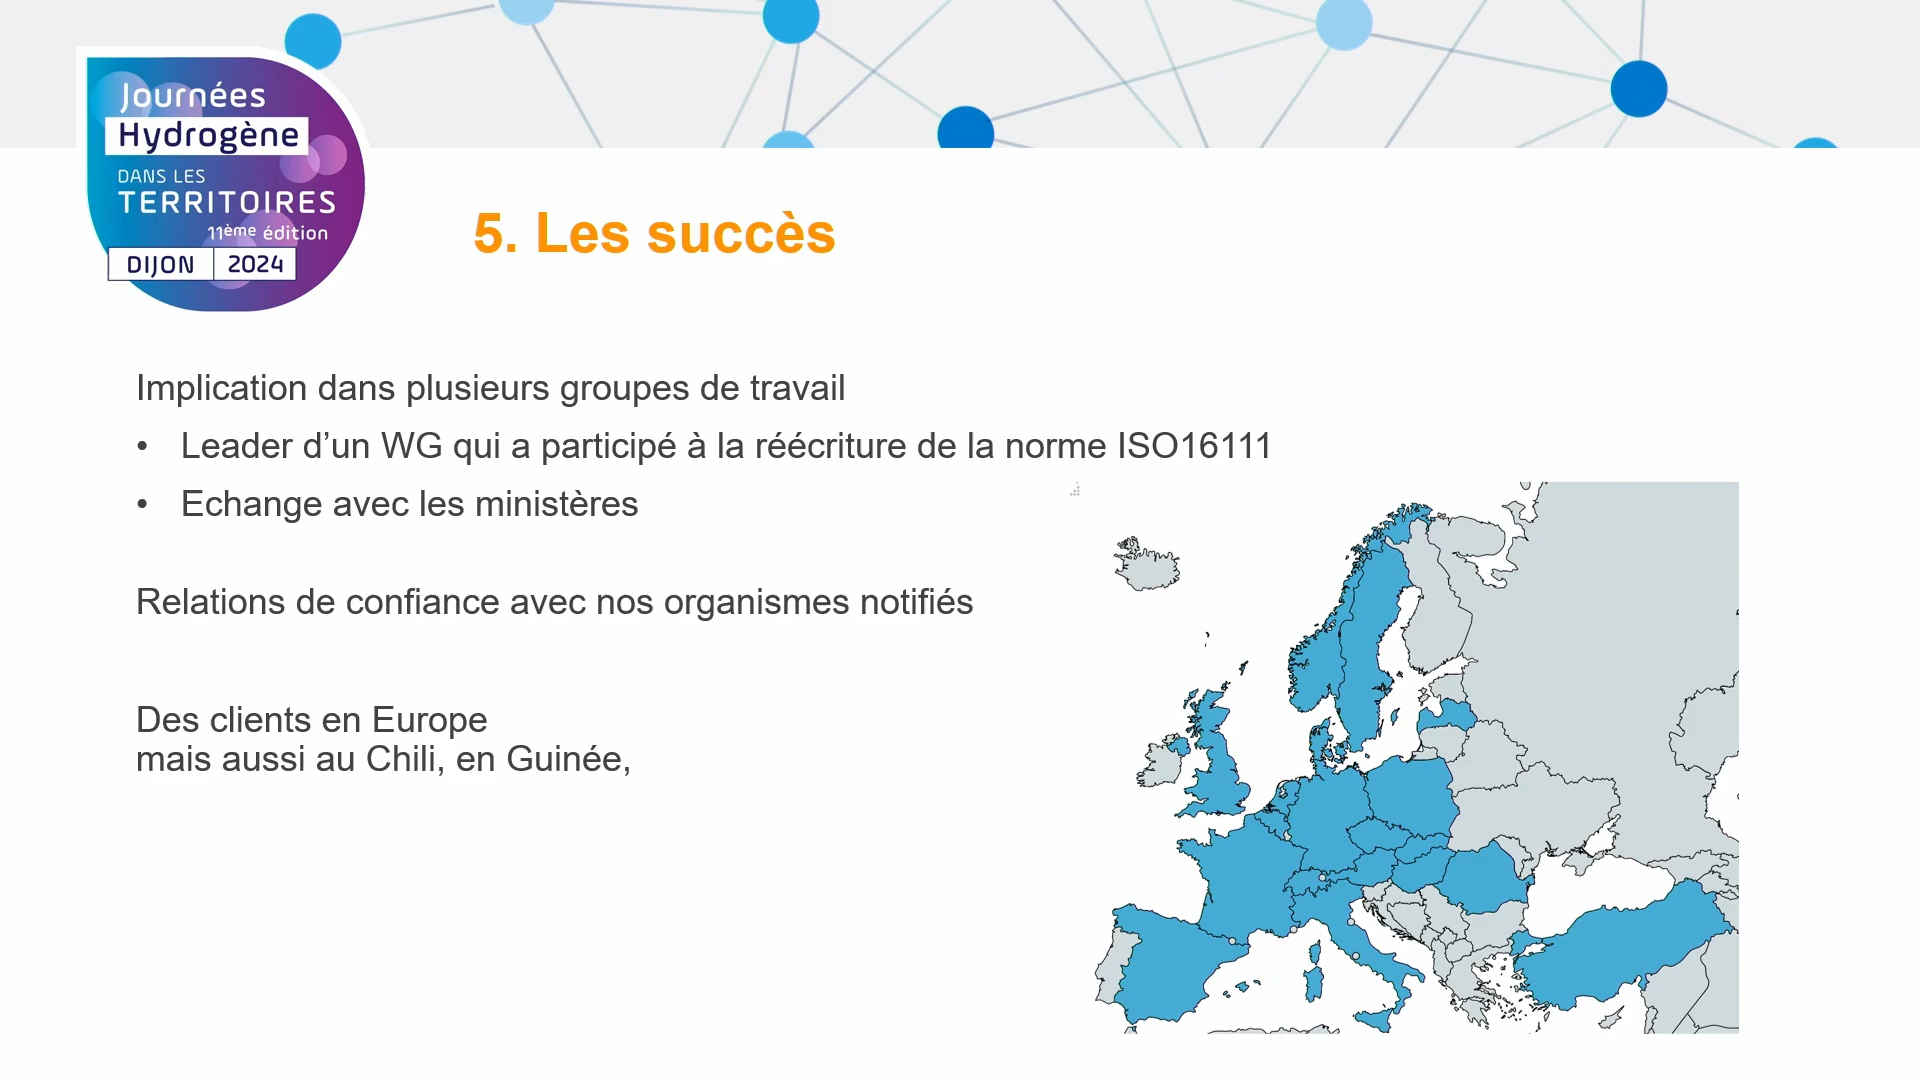 Journées
Hydrogène
DANS LES
TERRITOIRES
11ème édition
DIJON 2024
5. Les succès
Implication dans plusieurs groupes de travail
• Leader d’un WG qui a participé à la réécriture de la norme ISO16111
• Echange avec les ministères
Relations de confiance avec nos organismes notifiés
Des clients en Europe
mais aussi au Chili, en Guinée,